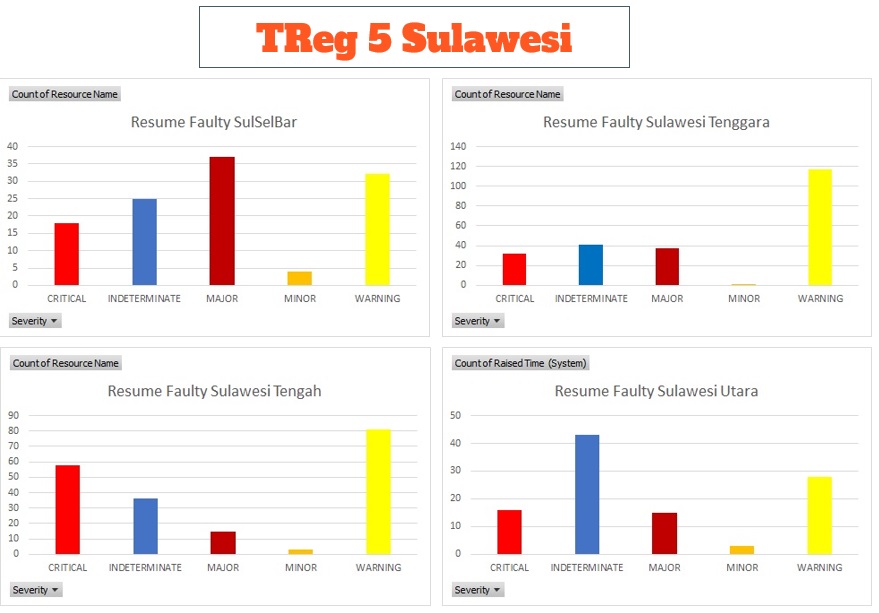 TReg 5 Sulawesi
Count of Resource Name
Resume Faulty SulSelBar
40
35
30
25
20
15
10
5
0
CRITICAL INDETERMINATE MAJOR MINOR WARNING
Severity
Count of Resource Name
Resume Faulty Sulawesi Tenggara
140
120
100
80
60
40
20
0
CRITICAL INDETERMINATE MAJOR MINOR WARNING
Severity
Count of Resource Name
Resume Faulty Sulawesi Tengah
90
80
70
60
50
40
30
20
10
0
CRITICAL INDETERMINATE MAJOR MINOR WARNING
Severity
Count of Raised Time (System)
Resume Faulty Sulawesi Utara
50
40
30
20
10
0
CRITICAL INDETERMINATE MAJOR MINOR WARNING
Severity